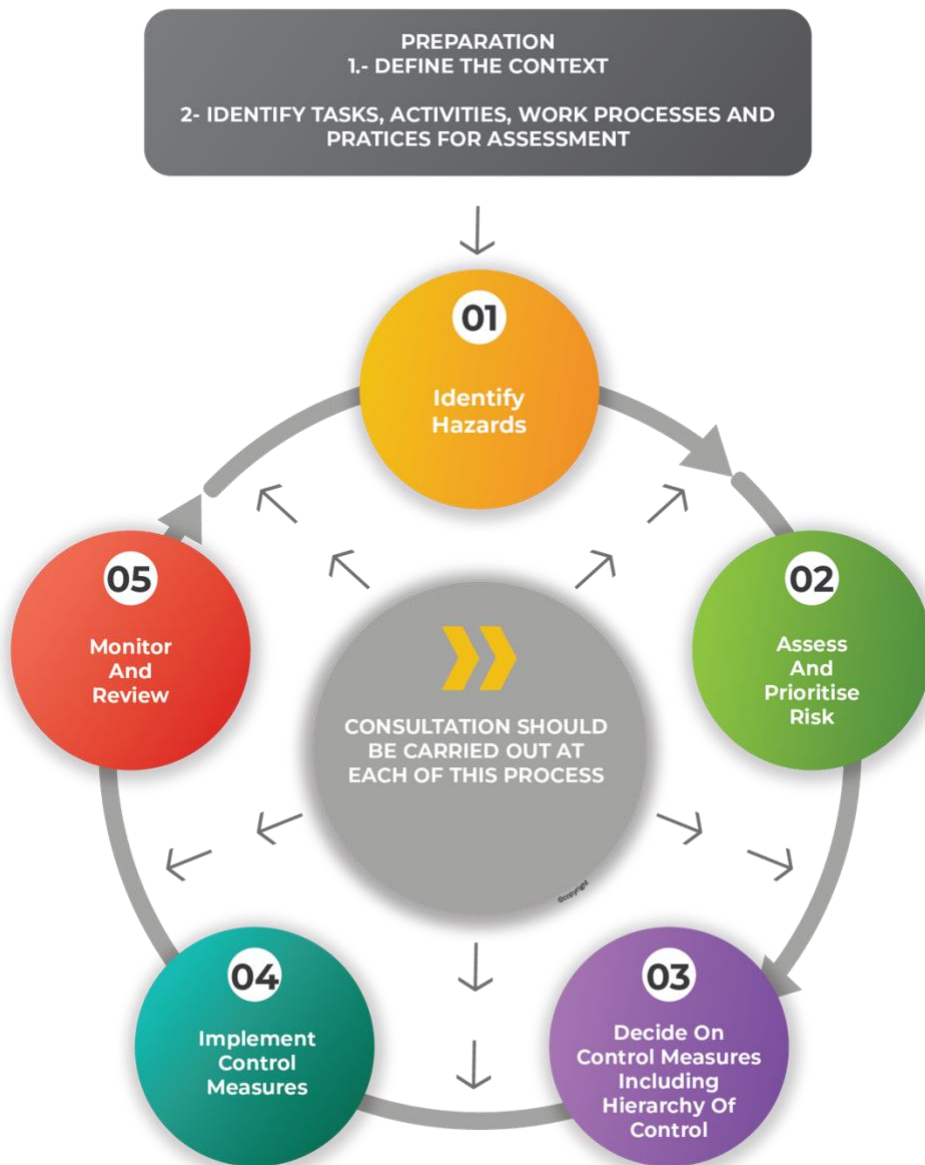 PREPARATION
1.- DEFINE THE CONTEXT
2- IDENTIFY TASKS, ACTIVITIES, WORK PROCESSES AND
PRATICES FOR ASSESSMENT
01
Identify
Hazards
02
Assess
And
Prioritise
Risk
03
Decide On
Control Measures
Including
Hierarchy Of
Control
04
Implement
Control
Measures
05
Monitor
And
Review
CONSULTATION SHOULD
BE CARRIED OUT AT
EACH OF THIS PROCESS
@copyright